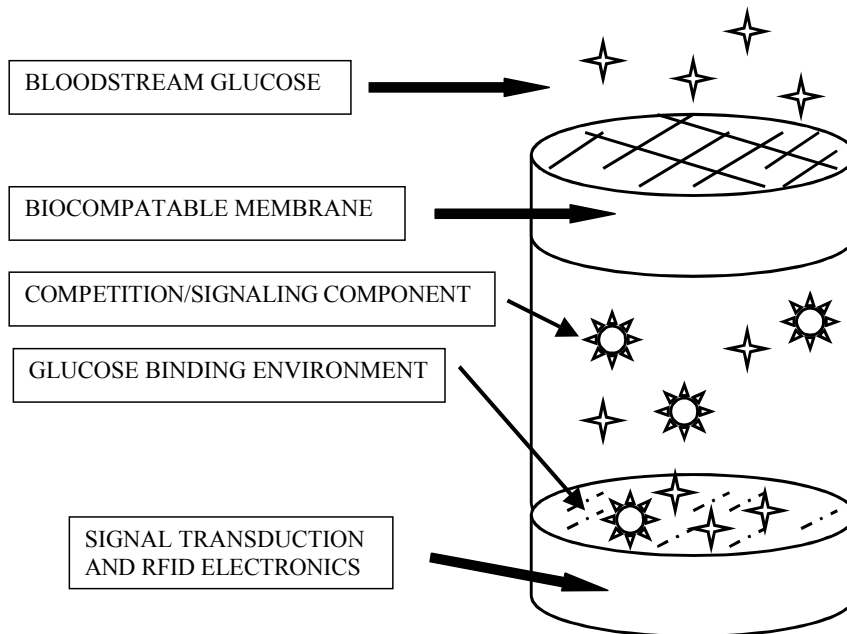 BLOODSTREAM GLUCOSE
BIOCOMPATABLE MEMBRANE
COMPETITION/SIGNALING COMPONENT
GLUCOSE BINDING ENVIRONMENT
SIGNAL TRANSDUCTION
AND RFID ELECTRONICS